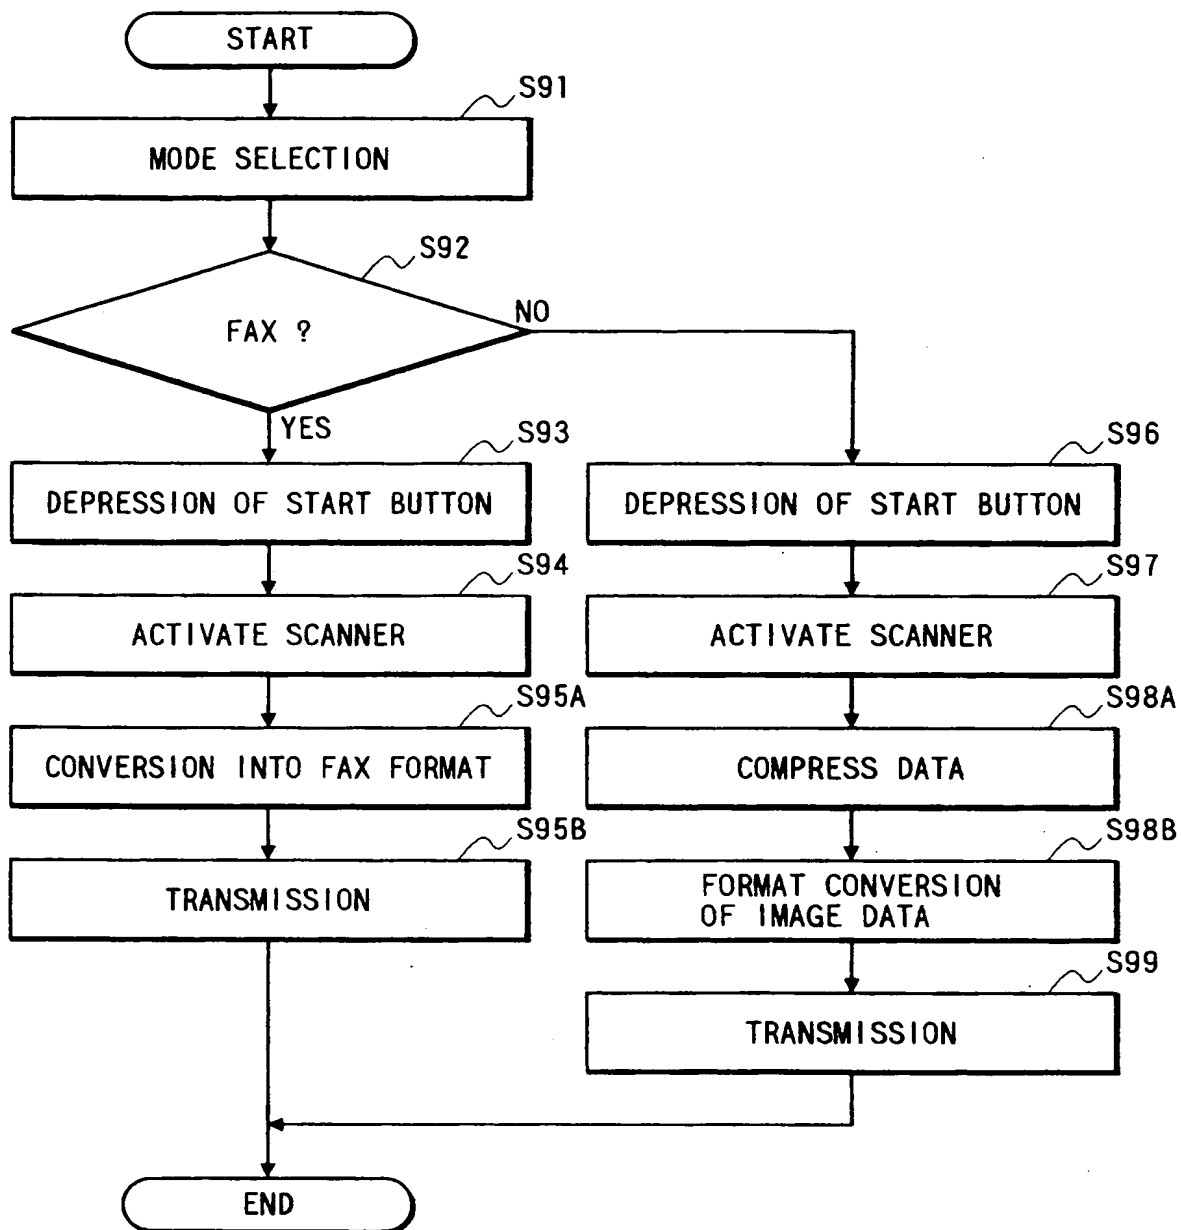 START
S91
MODE SELECTION
S92
FAX ?
NO
YES
S93
DEPRESSION OF START BUTTON
S94
ACTIVATE SCANNER
S95A
CONVERSION INTO FAX FORMAT
S95B
TRANSMISSION
S96
DEPRESSION OF START BUTTON
S97
ACTIVATE SCANNER
S98A
COMPRESS DATA
S98B
FORMAT CONVERSION
OF IMAGE DATA
S99
TRANSMISSION
END